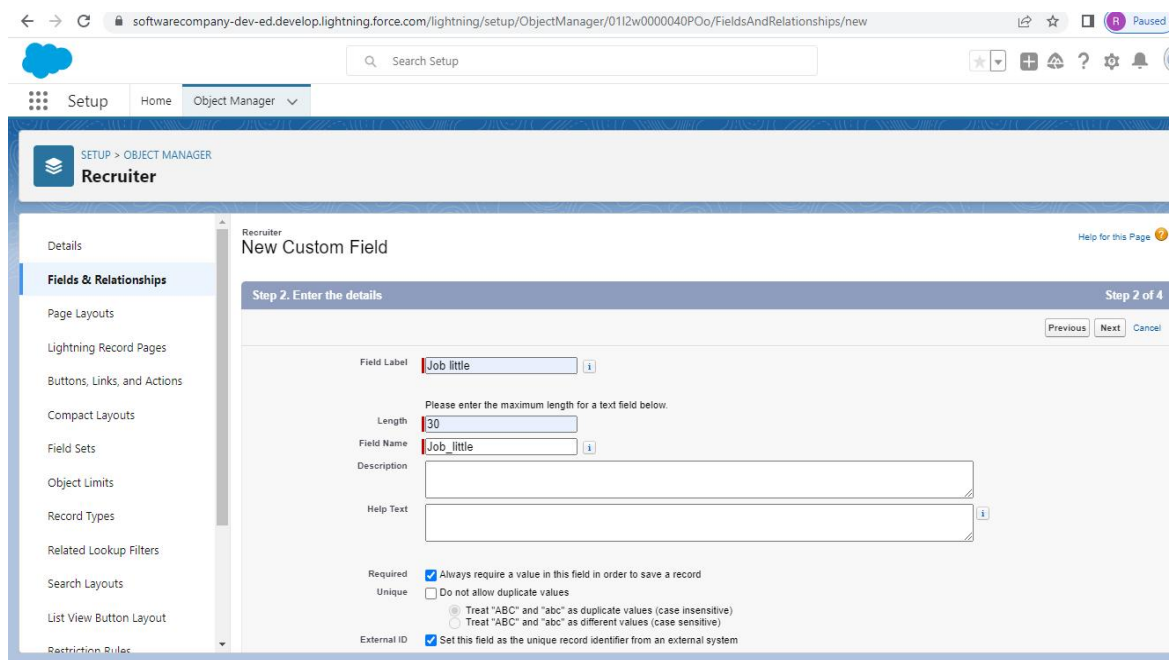 softwarecompany-dev-ed.develop.lightning.force.com/lightning/setup/ObjectManager/01I2w0000040POo/FieldsAndRelationships/new
R Paused
Search Setup
Setup Home Object Manager
SETUP > OBJECT MANAGER
Recruiter
Details
Fields & Relationships
Page Layouts
Lightning Record Pages
Buttons, Links, and Actions
Compact Layouts
Field Sets
Object Limits
Record Types
Related Lookup Filters
Search Layouts
List View Button Layout
Restriction Rules
Recruiter
New Custom Field
Help for this Page ?
Step 2. Enter the details Step 2 of 4
Previous Next Cancel
Field Label Job little i
Please enter the maximum length for a text field below.
Length 30
Field Name Job_little i
Description
Help Text i
Required Always require a value in this field in order to save a record
Unique Do not allow duplicate values
Treat "ABC" and "abc" as duplicate values (case insensitive)
Treat "ABC" and "abc" as different values (case sensitive)
External ID Set this field as the unique record identifier from an external system